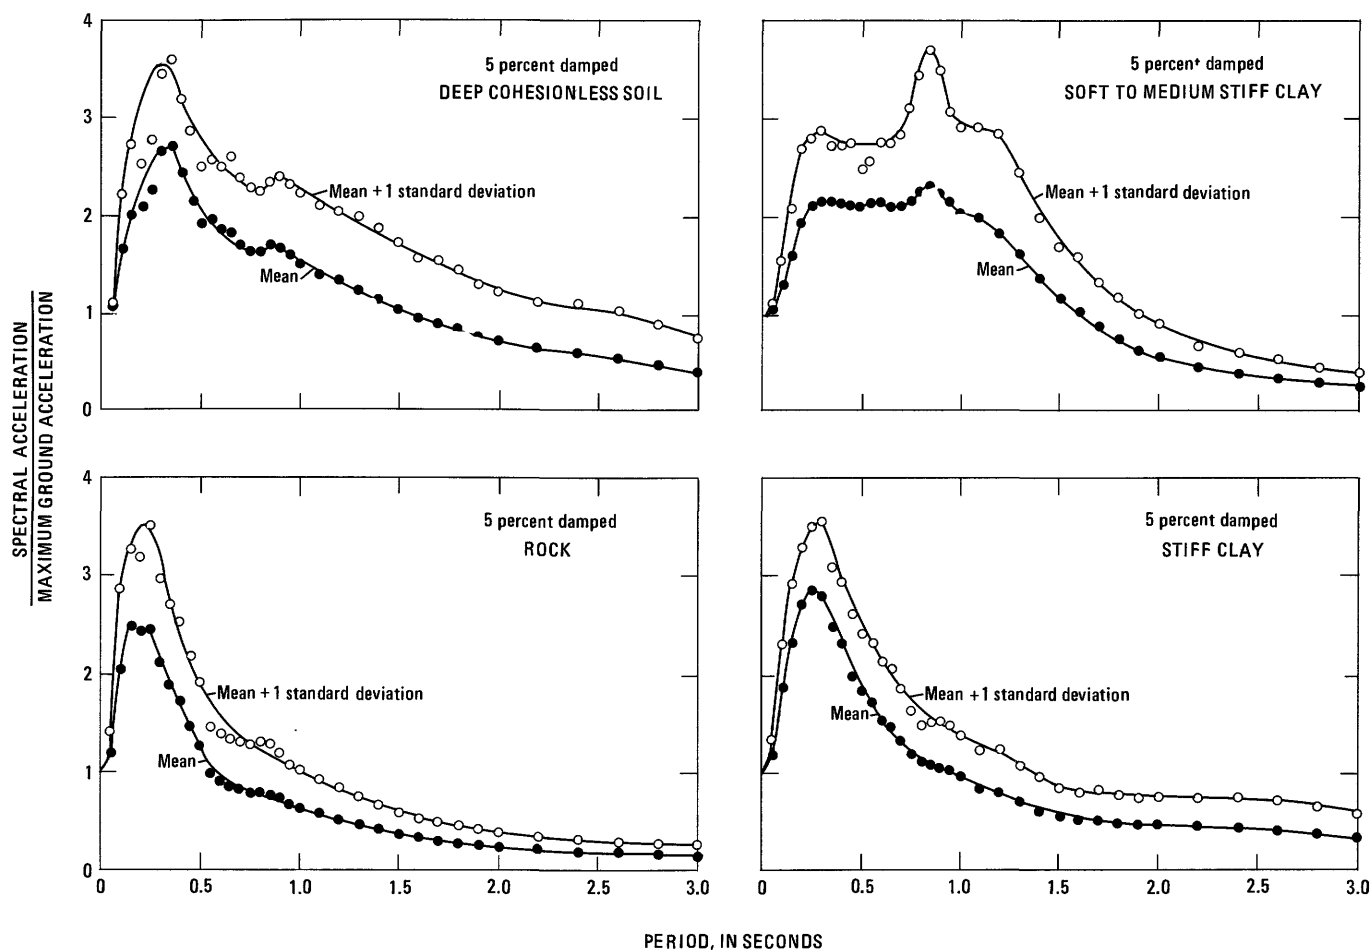 SPECTRAL ACCELERATION
MAXIMUM GROUND ACCELERATION
4
3
2
1
0
5 percent damped
DEEP COHESIONLESS SOIL
Mean + 1 standard deviation
Mean
5 percent damped
SOFT TO MEDIUM STIFF CLAY
Mean + 1 standard deviation
Mean
4
3
2
1
0
5 percent damped
ROCK
Mean + 1 standard deviation
Mean
0 0.5 1.0 1.5 2.0 2.5 3.0
5 percent damped
STIFF CLAY
Mean + 1 standard deviation
Mean
0 0.5 1.0 1.5 2.0 2.5 3.0
PERIOD, IN SECONDS